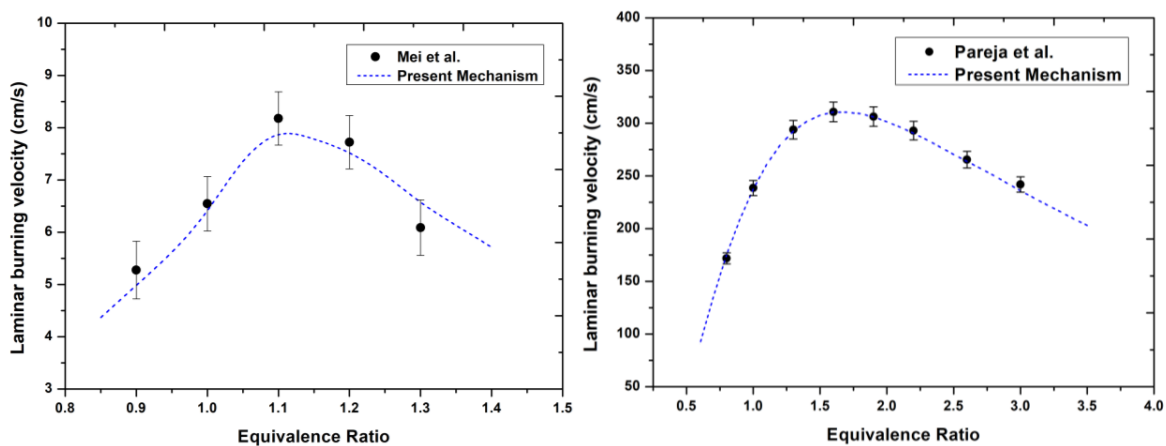 10
9
8
7
6
5
4
3
0.8 0.9 1.0 1.1 1.2 1.3 1.4 1.5
Laminar burning velocity (cm/s)
Equivalence Ratio
Mei et al.
Present Mechanism
400
350
300
250
200
150
100
50
0.5 1.0 1.5 2.0 2.5 3.0 3.5 4.0
Laminar burning velocity (cm/s)
Equivalence Ratio
Pareja et al.
Present Mechanism